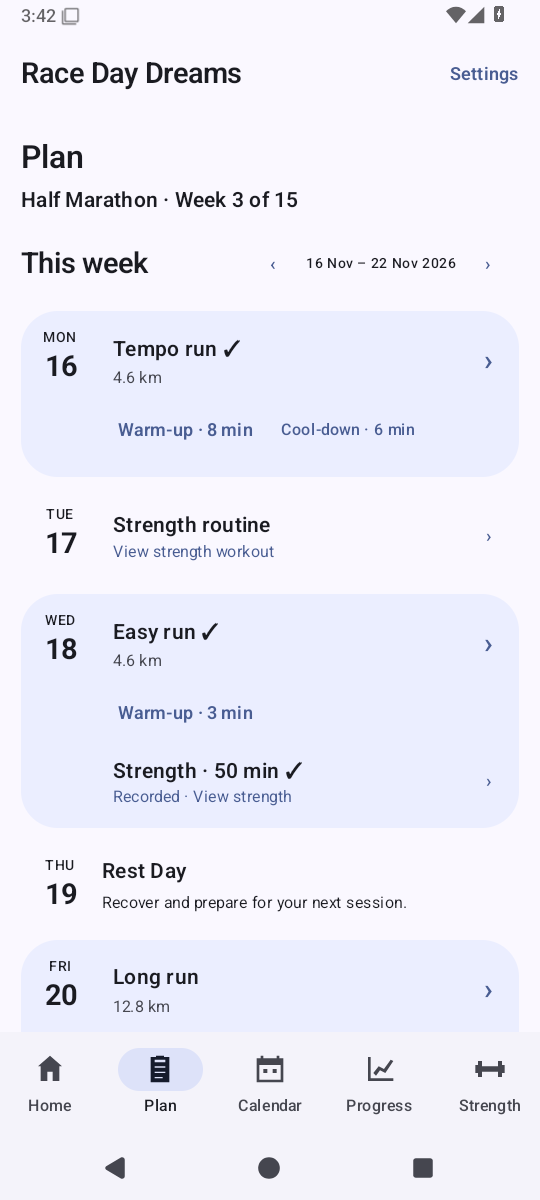 3:42
Race Day Dreams
Settings
Plan
Half Marathon · Week 3 of 15
This week
‹ 16 Nov – 22 Nov 2026 ›
MON
16
Tempo run ✓
4.6 km
›
Warm-up · 8 min
Cool-down · 6 min
TUE
17
Strength routine
View strength workout
›
WED
18
Easy run ✓
4.6 km
›
Warm-up · 3 min
Strength · 50 min ✓
Recorded · View strength
›
THU
19
Rest Day
Recover and prepare for your next session.
FRI
20
Long run
12.8 km
›
Home
Plan
Calendar
Progress
Strength